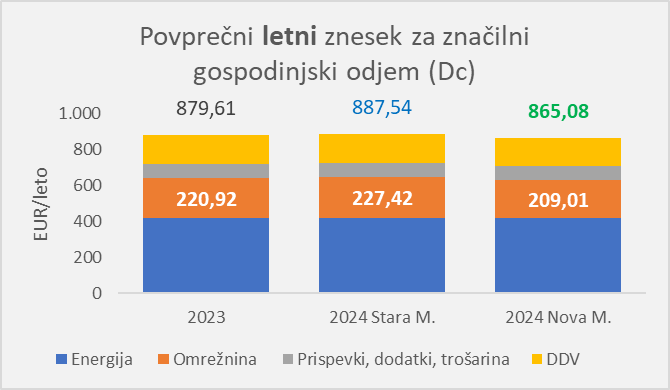 Povprečni letni znesek za značilni
gospodinjski odjem (Dc)
879,61 887,54 865,08
1.000
800
600
400
200
0
EUR/leto
220,92 227,42 209,01
2023 2024 Stara M. 2024 Nova M.
Energija Omrežnina Prispevki, dodatki, trošarina DDV